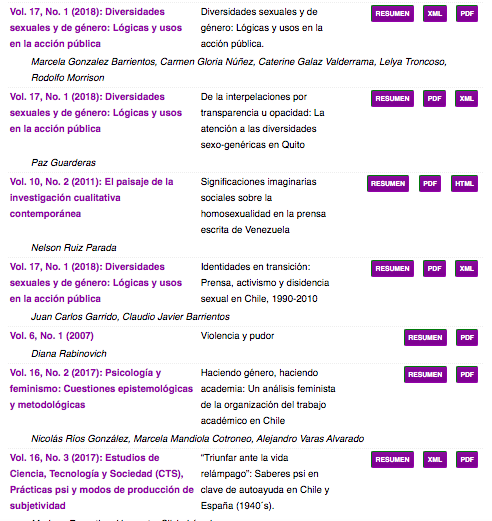 Vol. 17, No. 1 (2018): Diversidades Diversidades sexuales y de RESUMEN XML PDF
sexuales y de género: Lógicas y usos género: Lógicas y usos en la
en la acción pública acción pública.
Marcela Gonzalez Barrientos, Carmen Gloria Núñez, Caterine Galaz Valderrama, Lelya Troncoso,
Rodolfo Morrison
Vol. 17, No. 1 (2018): Diversidades De la interpelaciones por RESUMEN PDF XML
sexuales y de género: Lógicas y usos transparencia u opacidad: La
en la acción pública atención a las diversidades
sexo-genéricas en Quito
Paz Guarderas
Vol. 10, No. 2 (2011): El paisaje de la Significaciones imaginarias RESUMEN PDF HTML
investigación cualitativa sociales sobre la
contemporánea homosexualidad en la prensa
escrita de Venezuela
Nelson Ruiz Parada
Vol. 17, No. 1 (2018): Diversidades Identidades en transición: RESUMEN PDF XML
sexuales y de género: Lógicas y usos Prensa, activismo y disidencia
en la acción pública sexual en Chile, 1990-2010
Juan Carlos Garrido, Claudio Javier Barrientos
Vol. 6, No. 1 (2007) Violencia y pudor RESUMEN PDF
Diana Rabinovich
Vol. 16, No. 2 (2017): Psicología y Haciendo género, haciendo RESUMEN PDF
feminismo: Cuestiones epistemológicas academia: Un análisis feminista
y metodológicas de la organización del trabajo
académico en Chile
Nicolás Ríos González, Marcela Mandiola Cotroneo, Alejandro Varas Alvarado
Vol. 16, No. 3 (2017): Estudios de “Triunfar ante la vida RESUMEN XML PDF
Ciencia, Tecnología y Sociedad (CTS), relámpago”: Saberes psi en
Prácticas psi y modos de producción de clave de autoayuda en Chile y
subjetividad España (1940´s).